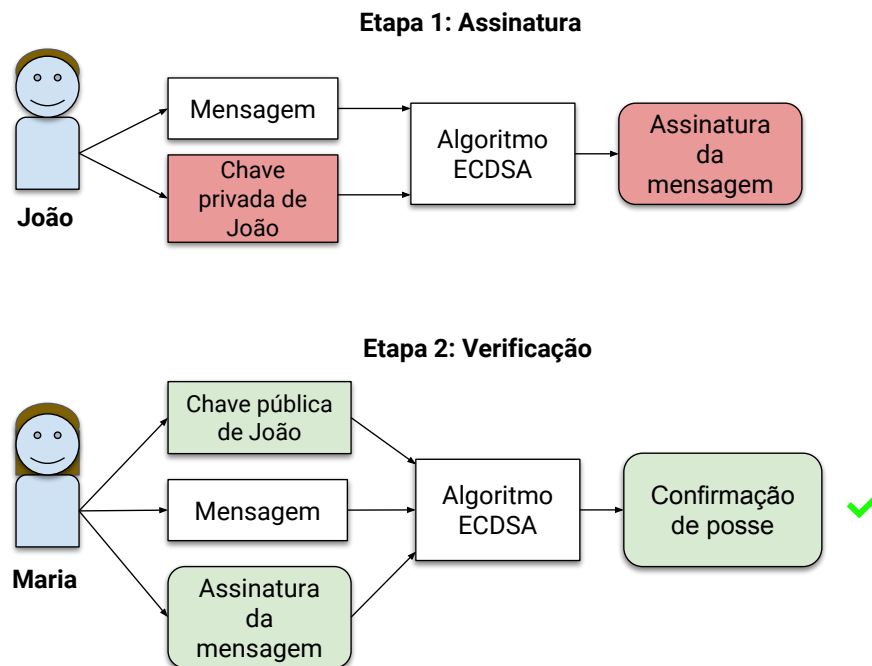 Etapa 1: Assinatura
Mensagem
Chave
privada de
João
Algoritmo
ECDSA
Assinatura
da
mensagem
João
Etapa 2: Verificação
Chave pública
de João
Mensagem
Assinatura
da
mensagem
Algoritmo
ECDSA
Confirmação
de posse
Maria